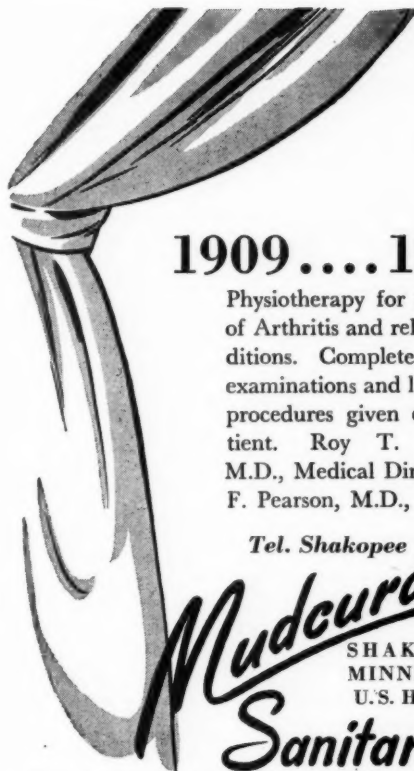 1909....1
Physiotherapy for
of Arthritis and rel
ditions. Complete
examinations and l
procedures given e
tient. Roy T.
M.D., Medical Dir
F. Pearson, M.D.,
Tel. Shakopee
Mudcura
SHAK
MINN
U.S. H
Sanitar